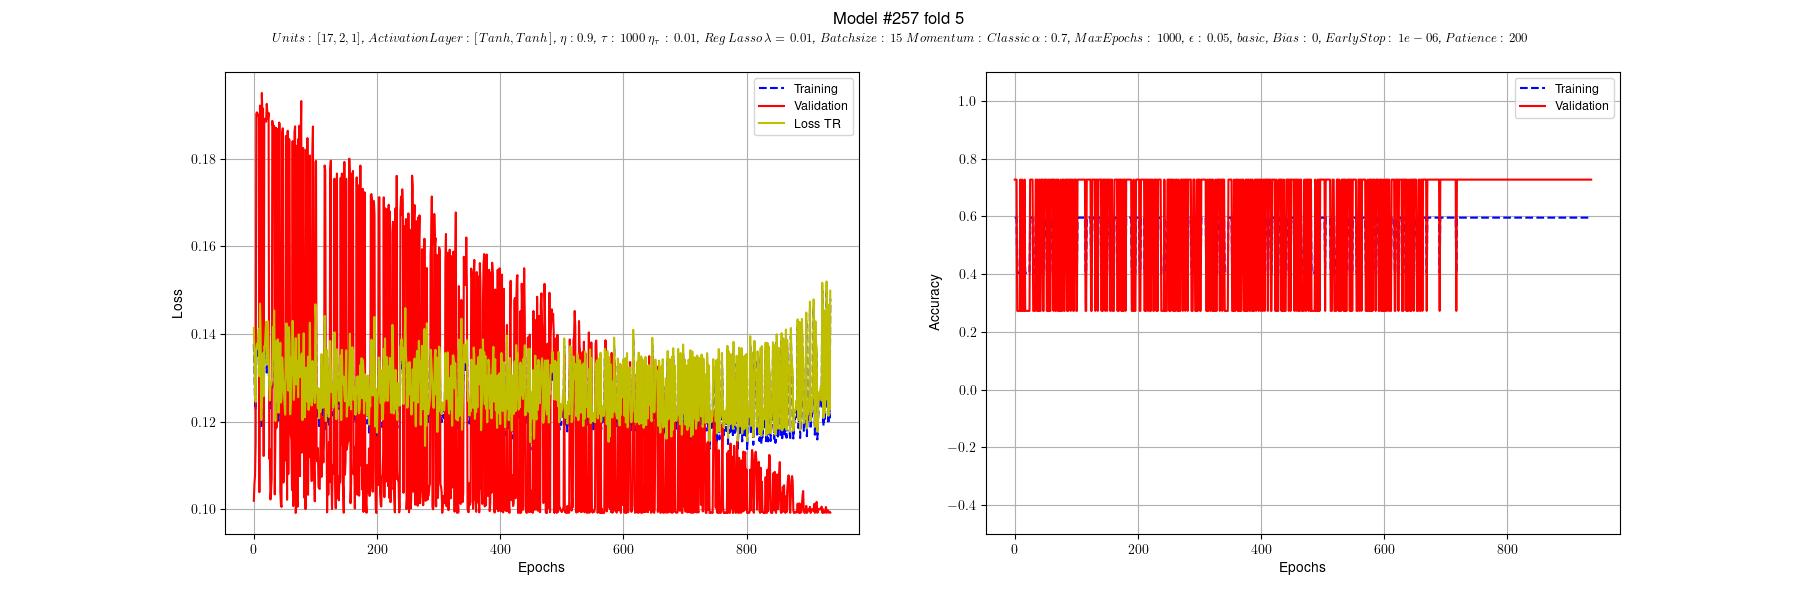 Model #257 fold 5
Units : [17, 2, 1], ActivationLayer : [Tanh, Tanh], η : 0.9, τ : 1000 η_τ : 0.01, Reg Lasso λ = 0.01, Batchsize : 15 Momentum : Classic α : 0.7, MaxEpochs : 1000, ϵ : 0.05, basic, Bias : 0, EarlyStop : 1e − 06, Patience : 200
Training
Validation
Loss TR
0.18
0.16
0.14
0.12
0.10
Loss
0
200
400
600
800
Epochs
Training
Validation
1.0
0.8
0.6
0.4
0.2
0.0
−0.2
−0.4
Accuracy
0
200
400
600
800
Epochs